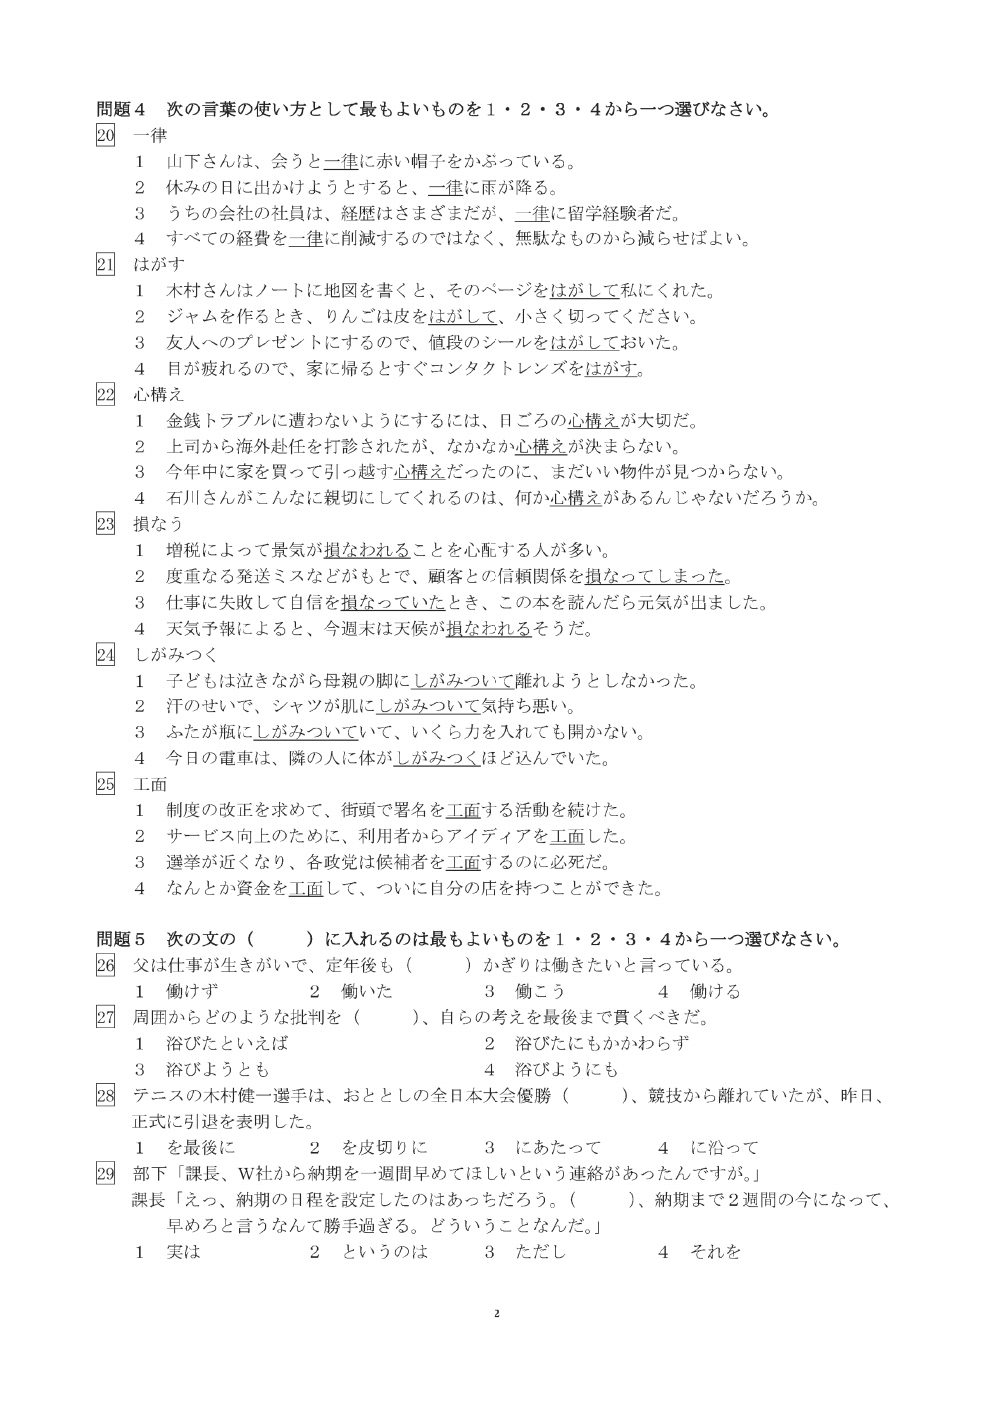 問題４　次の言葉の使い方として最もよいものを１・２・３・４から一つ選びなさい。
20　一律
１　山下さんは、会うと一律に赤い帽子をかぶっている。
２　休みの日に出かけようとすると、一律に雨が降る。
３　うちの会社の社員は、経歴はさまざまだが、一律に留学経験者だ。
４　すべての経費を一律に削減するのではなく、無駄なものから減らせばよい。
21　はがす
１　木村さんはノートに地図を書くと、そのページをはがして私にくれた。
２　ジャムを作るとき、りんごは皮をはがして、小さく切ってください。
３　友人へのプレゼントにするので、値段のシールをはがしておいた。
４　目が疲れるので、家に帰るとすぐコンタクトレンズをはがす。
22　心構え
１　金銭トラブルに遭わないようにするには、日ごろの心構えが大切だ。
２　上司から海外赴任を打診されたが、なかなか心構えが決まらない。
３　今年中に家を買って引っ越す心構えだったのに、まだいい物件が見つからない。
４　石川さんがこんなに親切にしてくれるのは、何か心構えがあるんじゃないだろうか。
23　損なう
１　増税によって景気が損なわれることを心配する人が多い。
２　度重なる発送ミスなどがもとで、顧客との信頼関係を損なってしまった。
３　仕事に失敗して自信を損なっていたとき、この本を読んだら元気が出ました。
４　天気予報によると、今週末は天候が損なわれるそうだ。
24　しがみつく
１　子どもは泣きながら母親の脚にしがみついて離れようとしなかった。
２　汗のせいで、シャツが肌にしがみついて気持ち悪い。
３　ふたが瓶にしがみついていて、いくら力を入れても開かない。
４　今日の電車は、隣の人に体がしがみつくほど込んでいた。
25　工面
１　制度の改正を求めて、街頭で署名を工面する活動を続けた。
２　サービス向上のために、利用者からアイディアを工面した。
３　選挙が近くなり、各政党は候補者を工面するのに必死だ。
４　なんとか資金を工面して、ついに自分の店を持つことができた。
問題５　次の文の（　　　）に入れるのは最もよいものを１・２・３・４から一つ選びなさい。
26　父は仕事が生きがいで、定年後も（　　　）かぎりは働きたいと言っている。
１　働けず　２　働いた　３　働こう　４　働ける
27　周囲からどのような批判を（　　　）、自らの考えを最後まで貫くべきだ。
１　浴びたといえば　２　浴びたにもかかわらず
３　浴びようとも　４　浴びようにも
28　テニスの木村健一選手は、おととしの全日本大会優勝（　　　）、競技から離れていたが、昨日、
正式に引退を表明した。
１　を最後に　２　を皮切りに　３　にあたって　４　に沿って
29　部下「課長、Ｗ社から納期を一週間早めてほしいという連絡があったんですが。」
課長「えっ、納期の日程を設定したのはあっちだろう。（　　　）、納期まで２週間の今になって、
早めろと言うなんて勝手過ぎる。どういうことなんだ。」
１　実は　２　というのは　３　ただし　４　それを
2